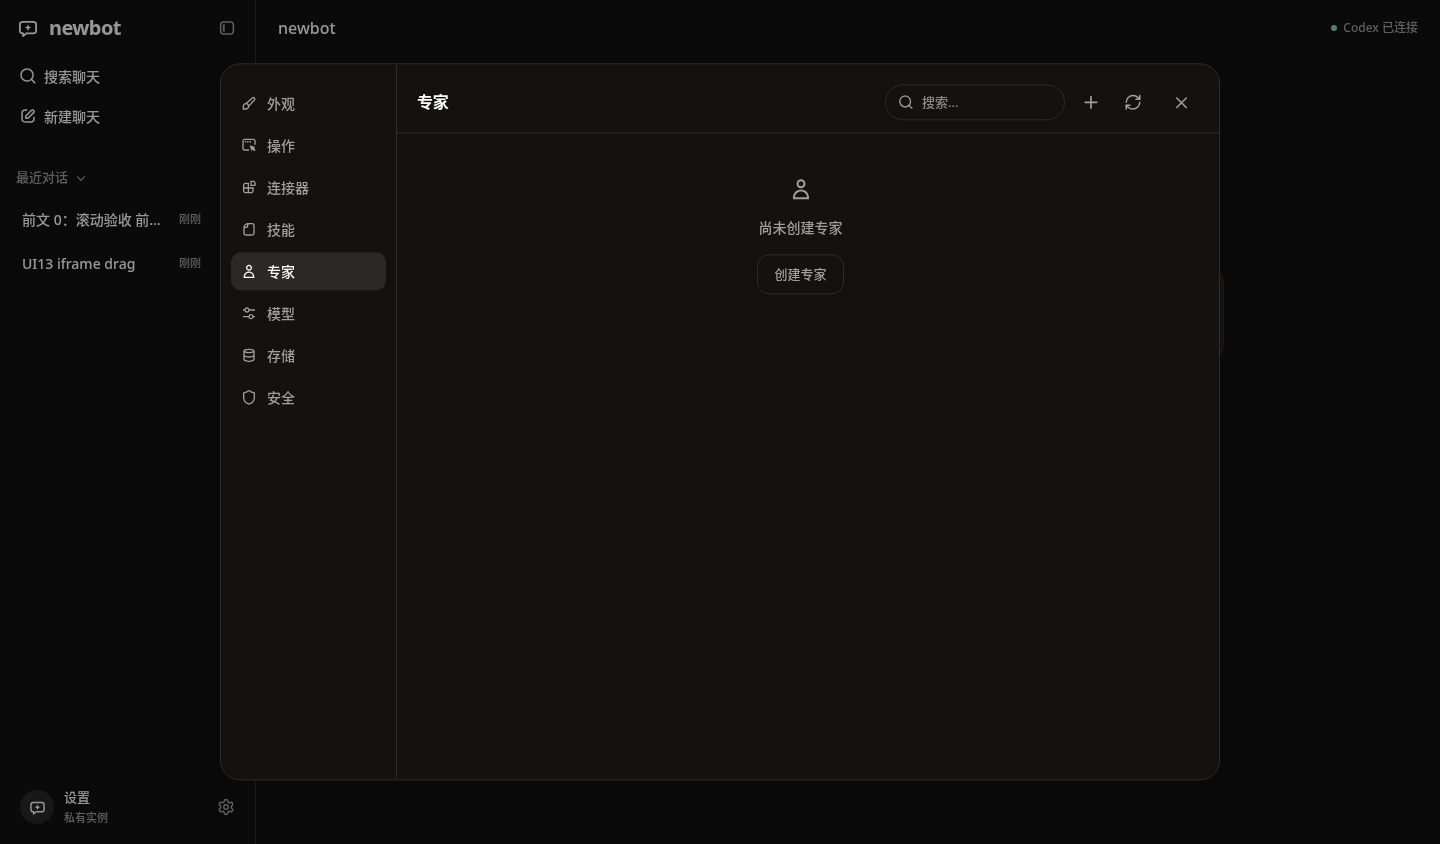 newbot
搜索聊天
新建聊天
最近对话
前文 0：滚动验收 前... 刚刚
UI13 iframe drag 刚刚
设置
私有实例
newbot
Codex 已连接
外观
操作
连接器
技能
专家
模型
存储
安全
专家
搜索...
尚未创建专家
创建专家